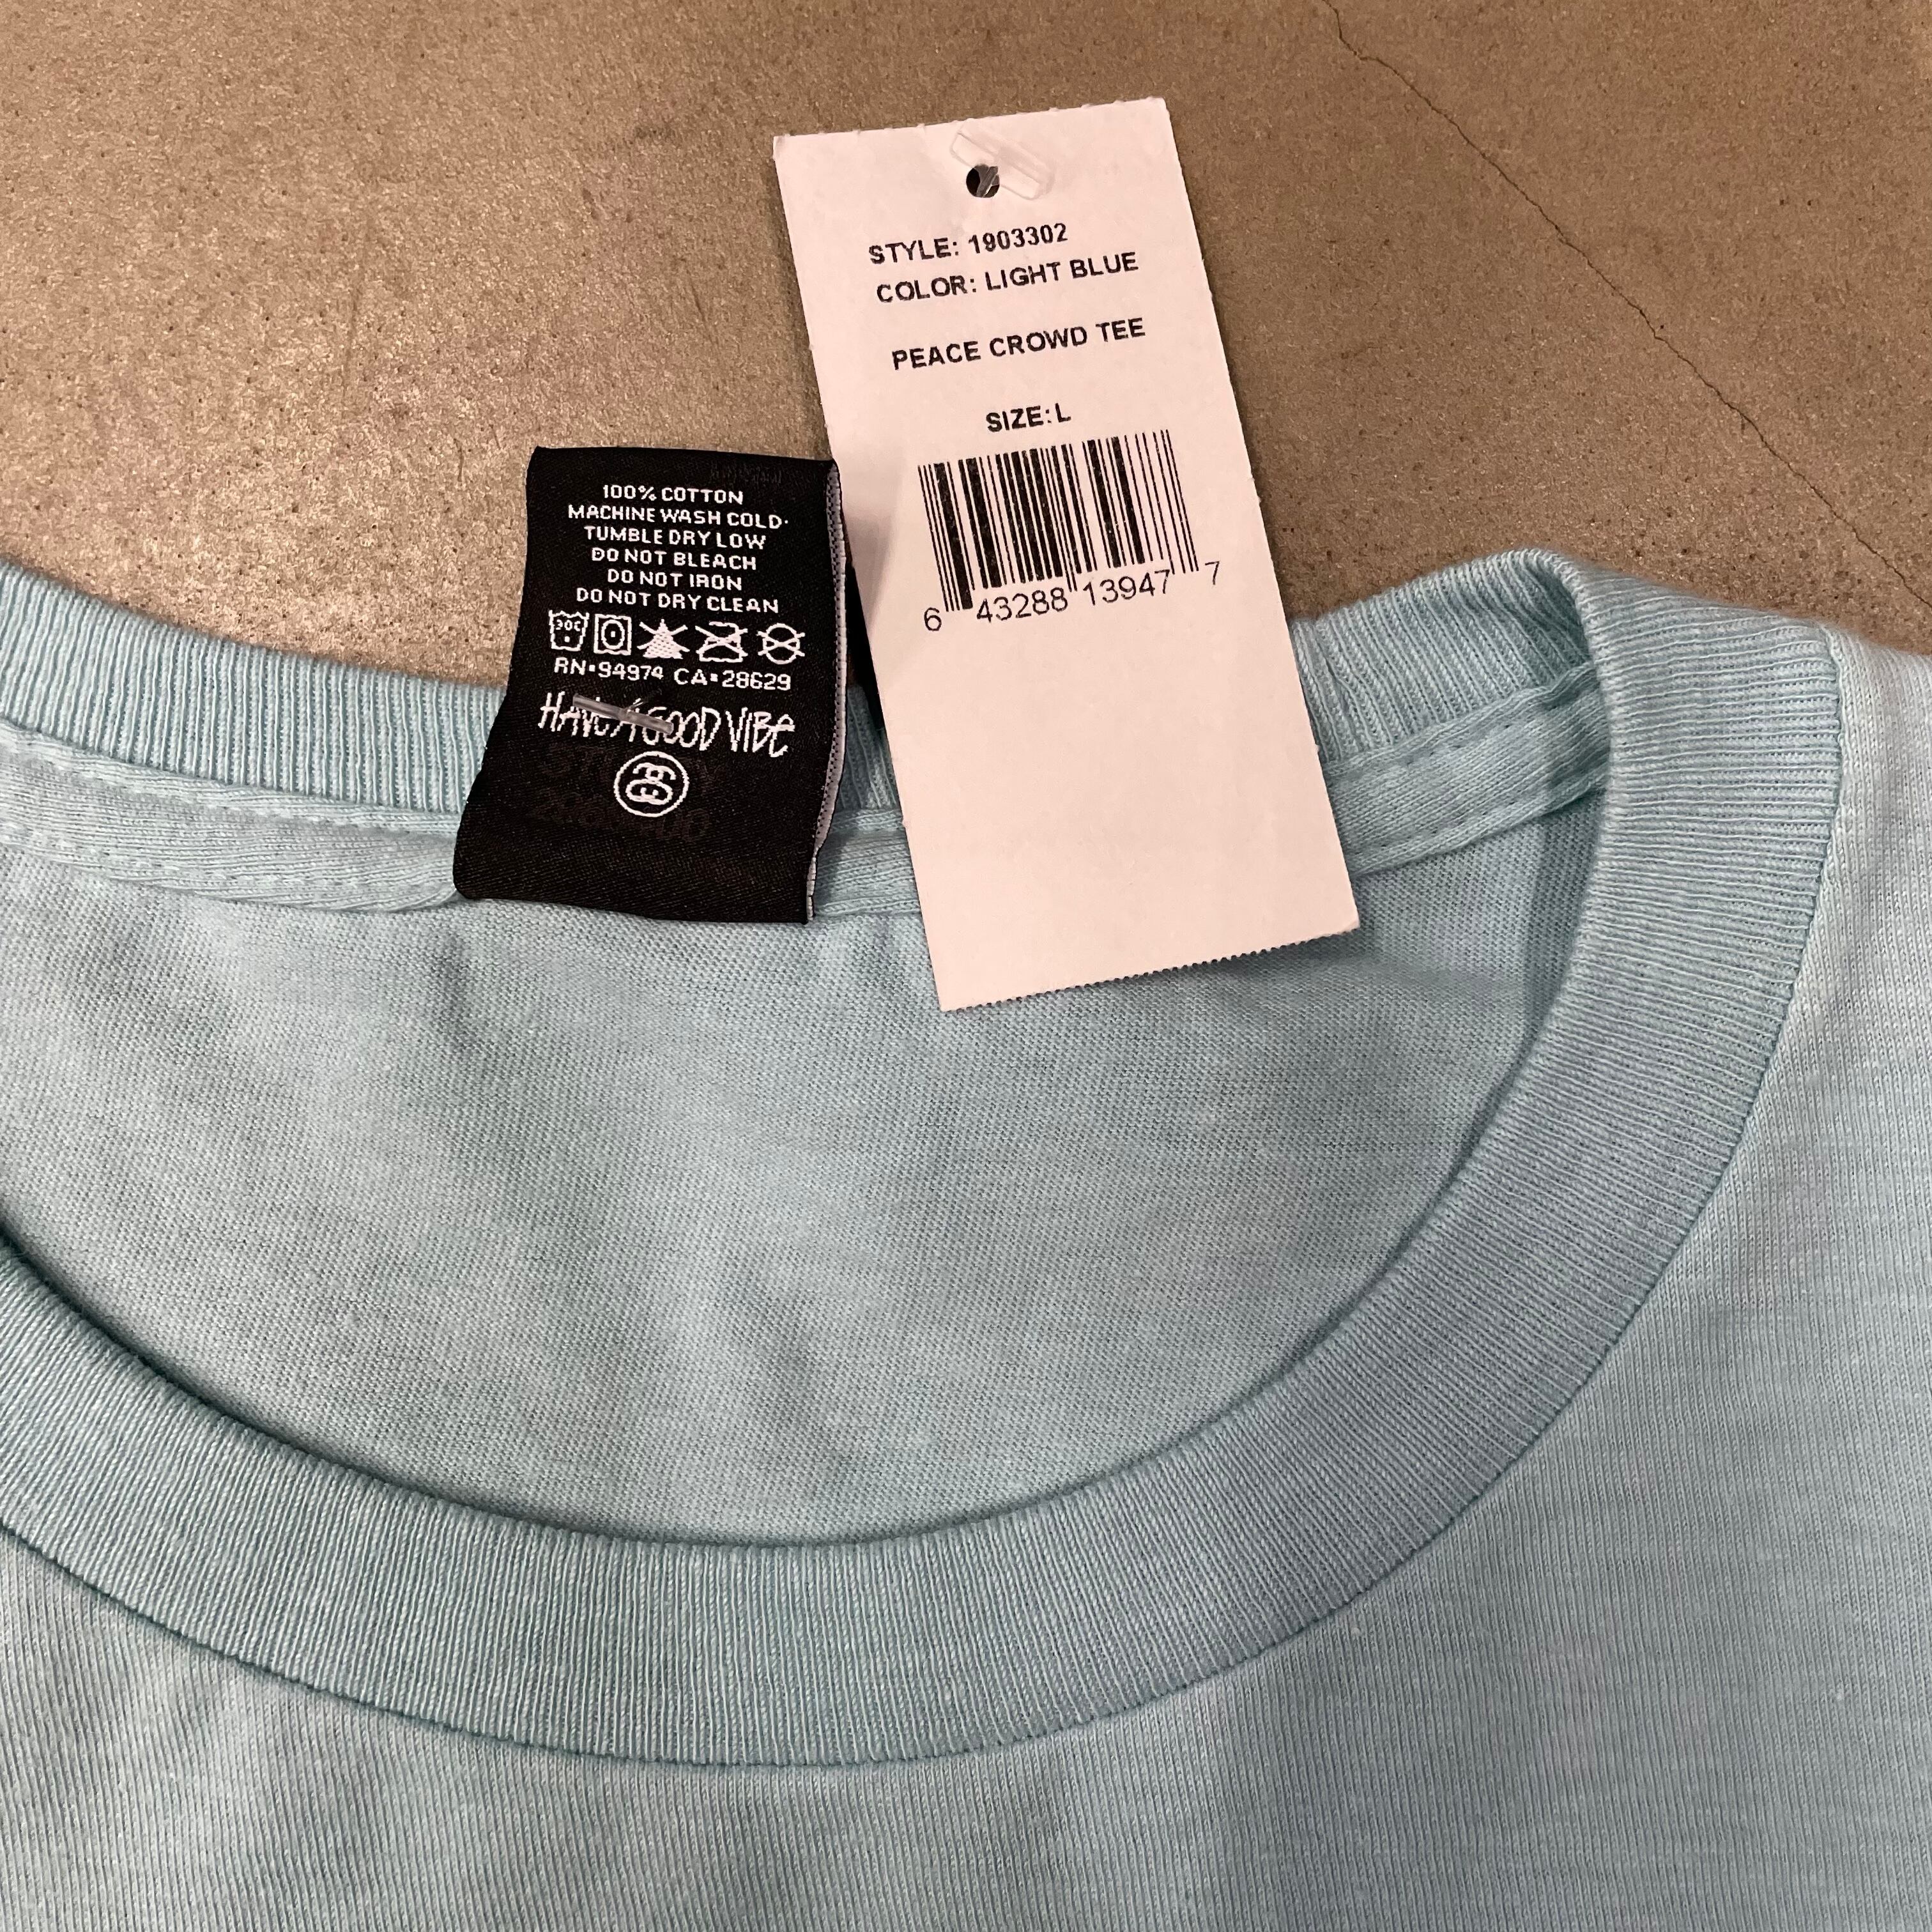 STYLE: 1903302
COLOR: LIGHT BLUE
PEACE CROWD TEE
SIZE: L
6 43288 13947 7
100% COTTON
MACHINE WASH COLD·
TUMBLE DRY LOW
DO NOT BLEACH
DO NOT IRON
DO NOT DRY CLEAN
30C
RN•94974 CA•28629
HAVE A GOOD VIBE